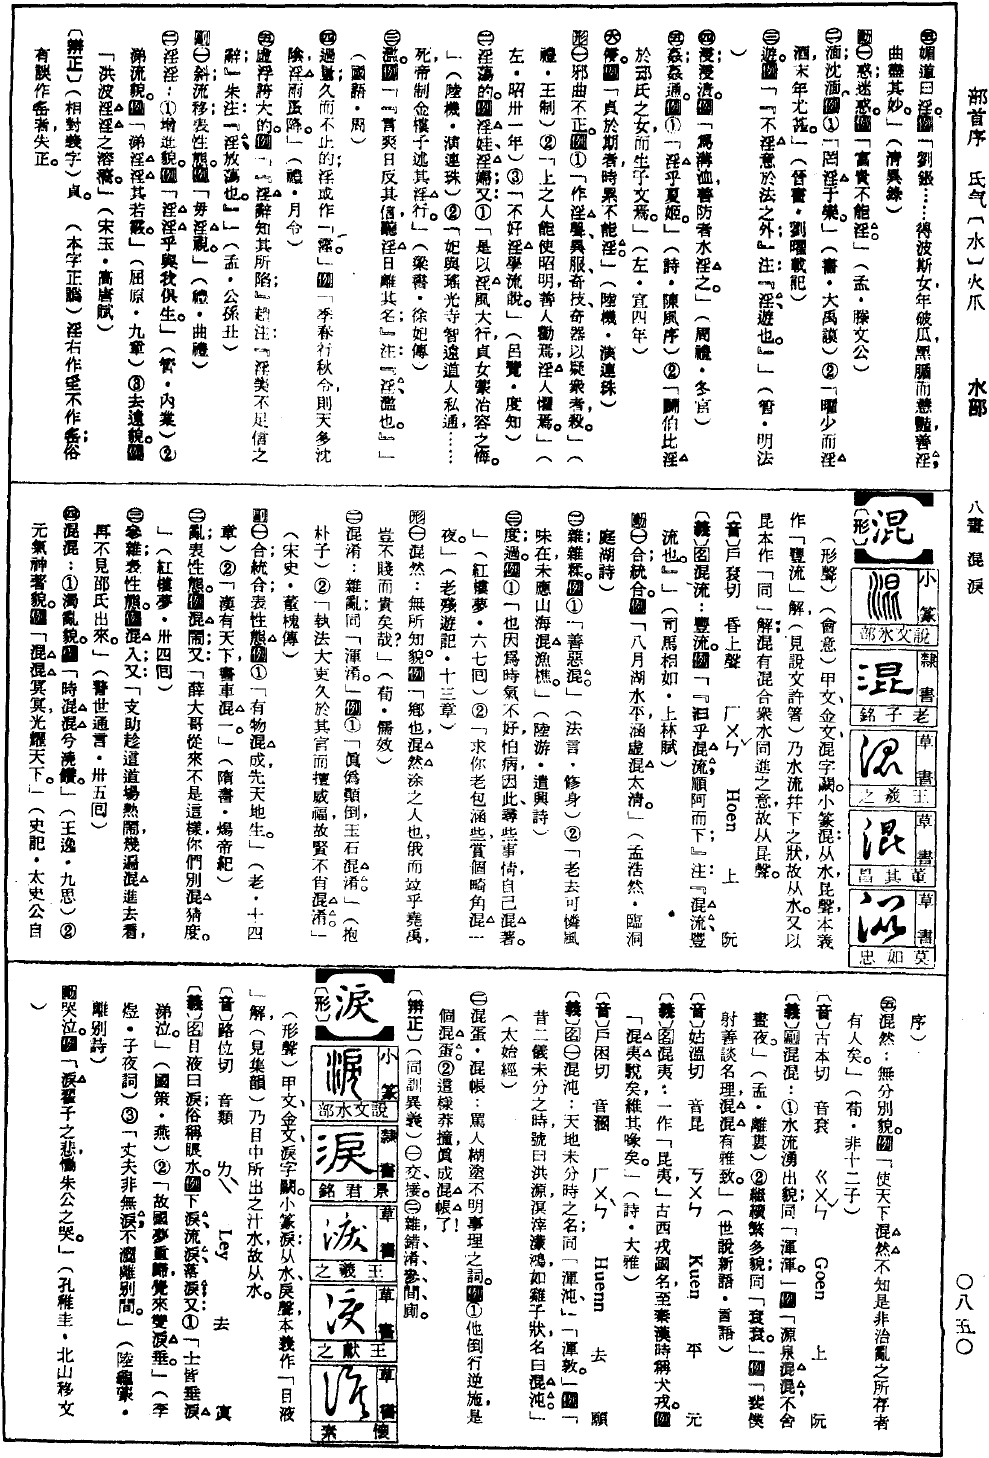 部首序　氏气〔水〕火爪　水部　八畫　混淚　〇八五〇
媚道曰淫。例「劉鋹……得波斯女年破瓜黑腯而慧豔善淫；
曲盡其妙。」（清異錄）
動㊀惑；迷惑。例「富貴不能淫。」（孟・滕文公）
㊁湎；沈湎。例①「罔淫于樂。」（書・大禹謨）②「曜少而淫
酒，末年尤甚。」（晉書・劉曜載記）
㊂遊。例「『不淫意於法之外。』注：『淫，遊也。』」（管・明法
）
㊃浸；浸漬。例「爲溝洫，善防者水淫之。」（周禮・冬官）
㊄姦；姦通。例①「淫乎夏姬。」（詩・陳風序）②「鬭伯比淫
於䢵氏之女，而生子文焉。」（左・宣四年）
「貞於期者，時累不能淫。」（陸機・演連珠）
形㊀邪曲不正。例①「作淫聲異服、奇技、奇器以疑衆者，殺。」（
禮・王制）②「上之人能使昭明，善人勸焉，淫人懼焉。」（
左・昭卅一年）③「不好淫學流說。」（呂覽・度知）
㊁淫蕩的。例淫娃；淫婦。又①「是以淫風大行，貞女蒙冶容之悔。
」（陸機・演連珠）②「妃與瑤光寺智遠道人私通……
死，帝制金樓子述其淫行。」（梁書・徐妃傳）
㊂濫。例「『言爽日反其信，聽淫日離其名。』注：『淫，濫也。』」
（國語・周）
㊃過量久而不止的。淫或作「霪」。例「季春行秋令，則天多沈
陰，淫雨蚤降。」（禮・月令）
㊄虛浮誇大的。例「『淫辭知其所陷。』趙注：『淫美不足信之
辭。』朱注：『淫，放蕩也。』」（孟・公孫丑）
副㊀斜；流移。表性態。例「毋淫視。」（禮・曲禮）
㊁淫淫：①增進貌。例「淫淫乎與我俱生。」（管・內業）②
涕流貌。例「涕淫淫其若霰。」（屈原・九章）③去遠貌。例
「洪波淫淫之溶㵝。」（宋玉・高唐賦）
〔辨正〕（相對義字）貞。（本字正譌）淫右作㸒，不作䍃；俗
有誤作䍃者，失正。
【混】
小篆　說文水部
隸書　老子銘
草書　王羲之
草書　董其昌
草書　莫如忠
〔形〕（形聲）（會意）甲文、金文混字闕。小篆混：从水昆聲，本義
作「豐流」解（見說文許箸），乃水流幷下之狀，故从水。又以
昆本作「同」解，混有混合衆水同進之意，故从昆聲。
〔音〕戶袞切　昏上聲　ㄏㄨㄣˇ　Hoen　上　阮
〔義〕名混流：豐流。例「『汩乎混流，順阿而下。』注：『混流，豐
流也。』」（司馬相如・上林賦）
動㊀合；統合。例「八月湖水平，涵虛混太清。」（孟浩然・臨洞
庭湖詩）
㊁雜；雜糅。例①「善惡混。」（法言・修身）②「老去可憐風
味在，未應山海混漁樵。」（陸游・遣興詩）
㊂度過。例①「也因爲時氣不好，怕病，因此尋些事情，自己混著。
」（紅樓夢・六七囘）②「求你老包涵些，賞個畸角混一
夜。」（老殘遊記・十三章）
形㊀混然：無所知貌。例「鄕也混然涂之人也，俄而竝乎堯禹，
豈不賤而貴矣哉？」（荀・儒效）
㊁混淆：雜亂，同「渾淆」。例①「眞僞顚倒，玉石混淆。」（抱
朴子）②「執法大吏久於其官而擅威福，故賢不肖混淆。」
（宋史・董槐傳）
副㊀合；統合。表性態。例①「有物混成，先天地生。」（老・十四
章）②「漢有天下，書車混一。」（隋書・煬帝紀）
㊁亂。表性態。例混鬧。又：「薛大哥從來不是這樣，你們別混猜度。
」（紅樓夢・卅四囘）
㊂參雜。表性態。例混入。又「支助趁這道場熱鬧，幾遍混進去看，
再不見邵氏出來。」（警世通言・卅五囘）
㊃混混：①濁亂貌。例「時混混兮澆饡。」（王逸・九思）②
元氣神著貌。例「混混冥冥，光耀天下。」（史記・太史公自
序）
㊄混然：無分別貌。例「使天下混然不知是非治亂之所存者
有人矣。」（荀・非十二子）
〔音〕古本切　音袞　ㄍㄨㄣˇ　Goen　上　阮
〔義〕副混混：①水流湧出貌，同「渾渾」。例「源泉混混，不舍
晝夜。」（孟・離婁）②繼續繁多貌，同「袞袞」。例「裴僕
射善談名理，混混有雅致。」（世說新語・言語）
〔音〕姑溫切　音昆　ㄎㄨㄣ　Kuen　平　元
〔義〕名混夷：一作「昆夷」，古西戎國名，至秦漢時稱犬戎。例
「混夷駾矣，維其喙矣。」（詩・大雅）
〔音〕戶困切　音溷　ㄏㄨㄣˋ　Huenn　去　願
〔義〕名㊀混沌：天地未分時之名，同「渾沌」「渾敦」。例「
昔二儀未分之時，號曰洪源，溟涬濛鴻，如雞子狀，名曰混沌。」
（太始經）
㊁混蛋・混帳：罵人糊塗不明事理之詞。例①他倒行逆施，是
個混蛋。②這樣莽撞，眞成混帳了！
〔辨正〕（同訓異義）㊀交、接。㊁雜、錯、淆、參、間、廁。
【淚】
小篆　說文水部
隸書　景君銘
草書　王羲之
草書　王獻之
草書　懷素
〔形〕（形聲）甲文、金文淚字闕。小篆淚：从水戾聲，本義作「目液
」解（見集韻），乃目中所出之汁水，故从水。
〔音〕路位切　音類　ㄌㄟˋ　Ley　去　寘
〔義〕名目液曰淚，俗稱眼水。例下淚；流淚；落淚。又：①「士皆垂淚
涕泣。」（國策・燕）②「故國夢重歸，覺來雙淚垂。」（李
煜・子夜詞）③「丈夫非無淚，不灑離別間。」（陸龜蒙・
離別詩）
動哭泣。例「淚翟子之悲，慟朱公之哭。」（孔稚圭・北山移文
）